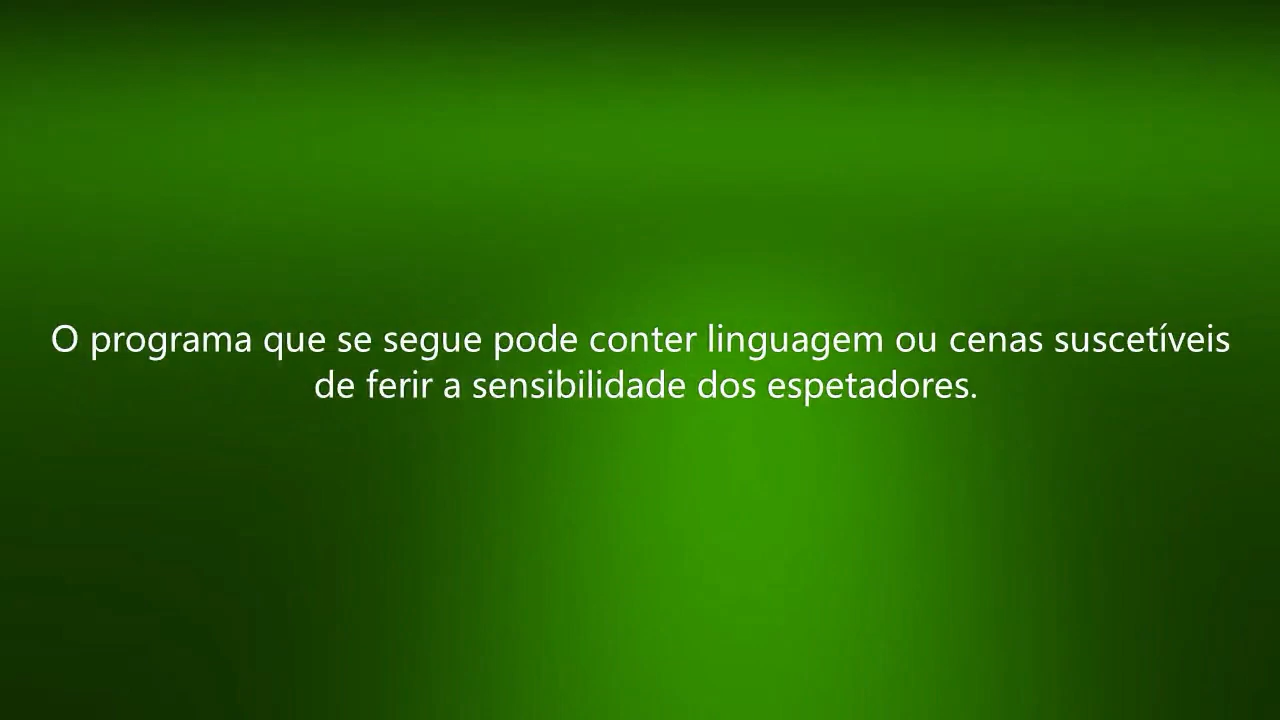 O programa que se segue pode conter linguagem ou cenas suscetíveis
de ferir a sensibilidade dos espetadores.